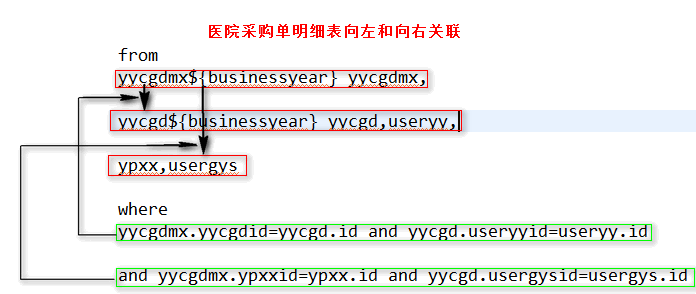 医院采购单明细表向左和向右关联
from
yycgdmx${businessyear} yycgdmx,
yycgd${businessyear} yycgd,useryy,
ypxx,usergys
where
yycgdmx.yycgdid=yycgd.id and yycgd.useryyid=useryy.id
and yycgdmx.ypxxid=ypxx.id and yycgd.usergysid=usergys.id